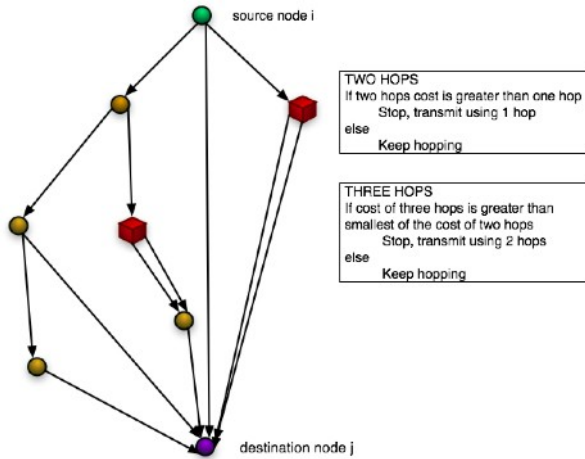 source node i
TWO HOPS
If two hops cost is greater than one hop
Stop, transmit using 1 hop
else
Keep hopping
THREE HOPS
If cost of three hops is greater than
smallest of the cost of two hops
Stop, transmit using 2 hops
else
Keep hopping
destination node j